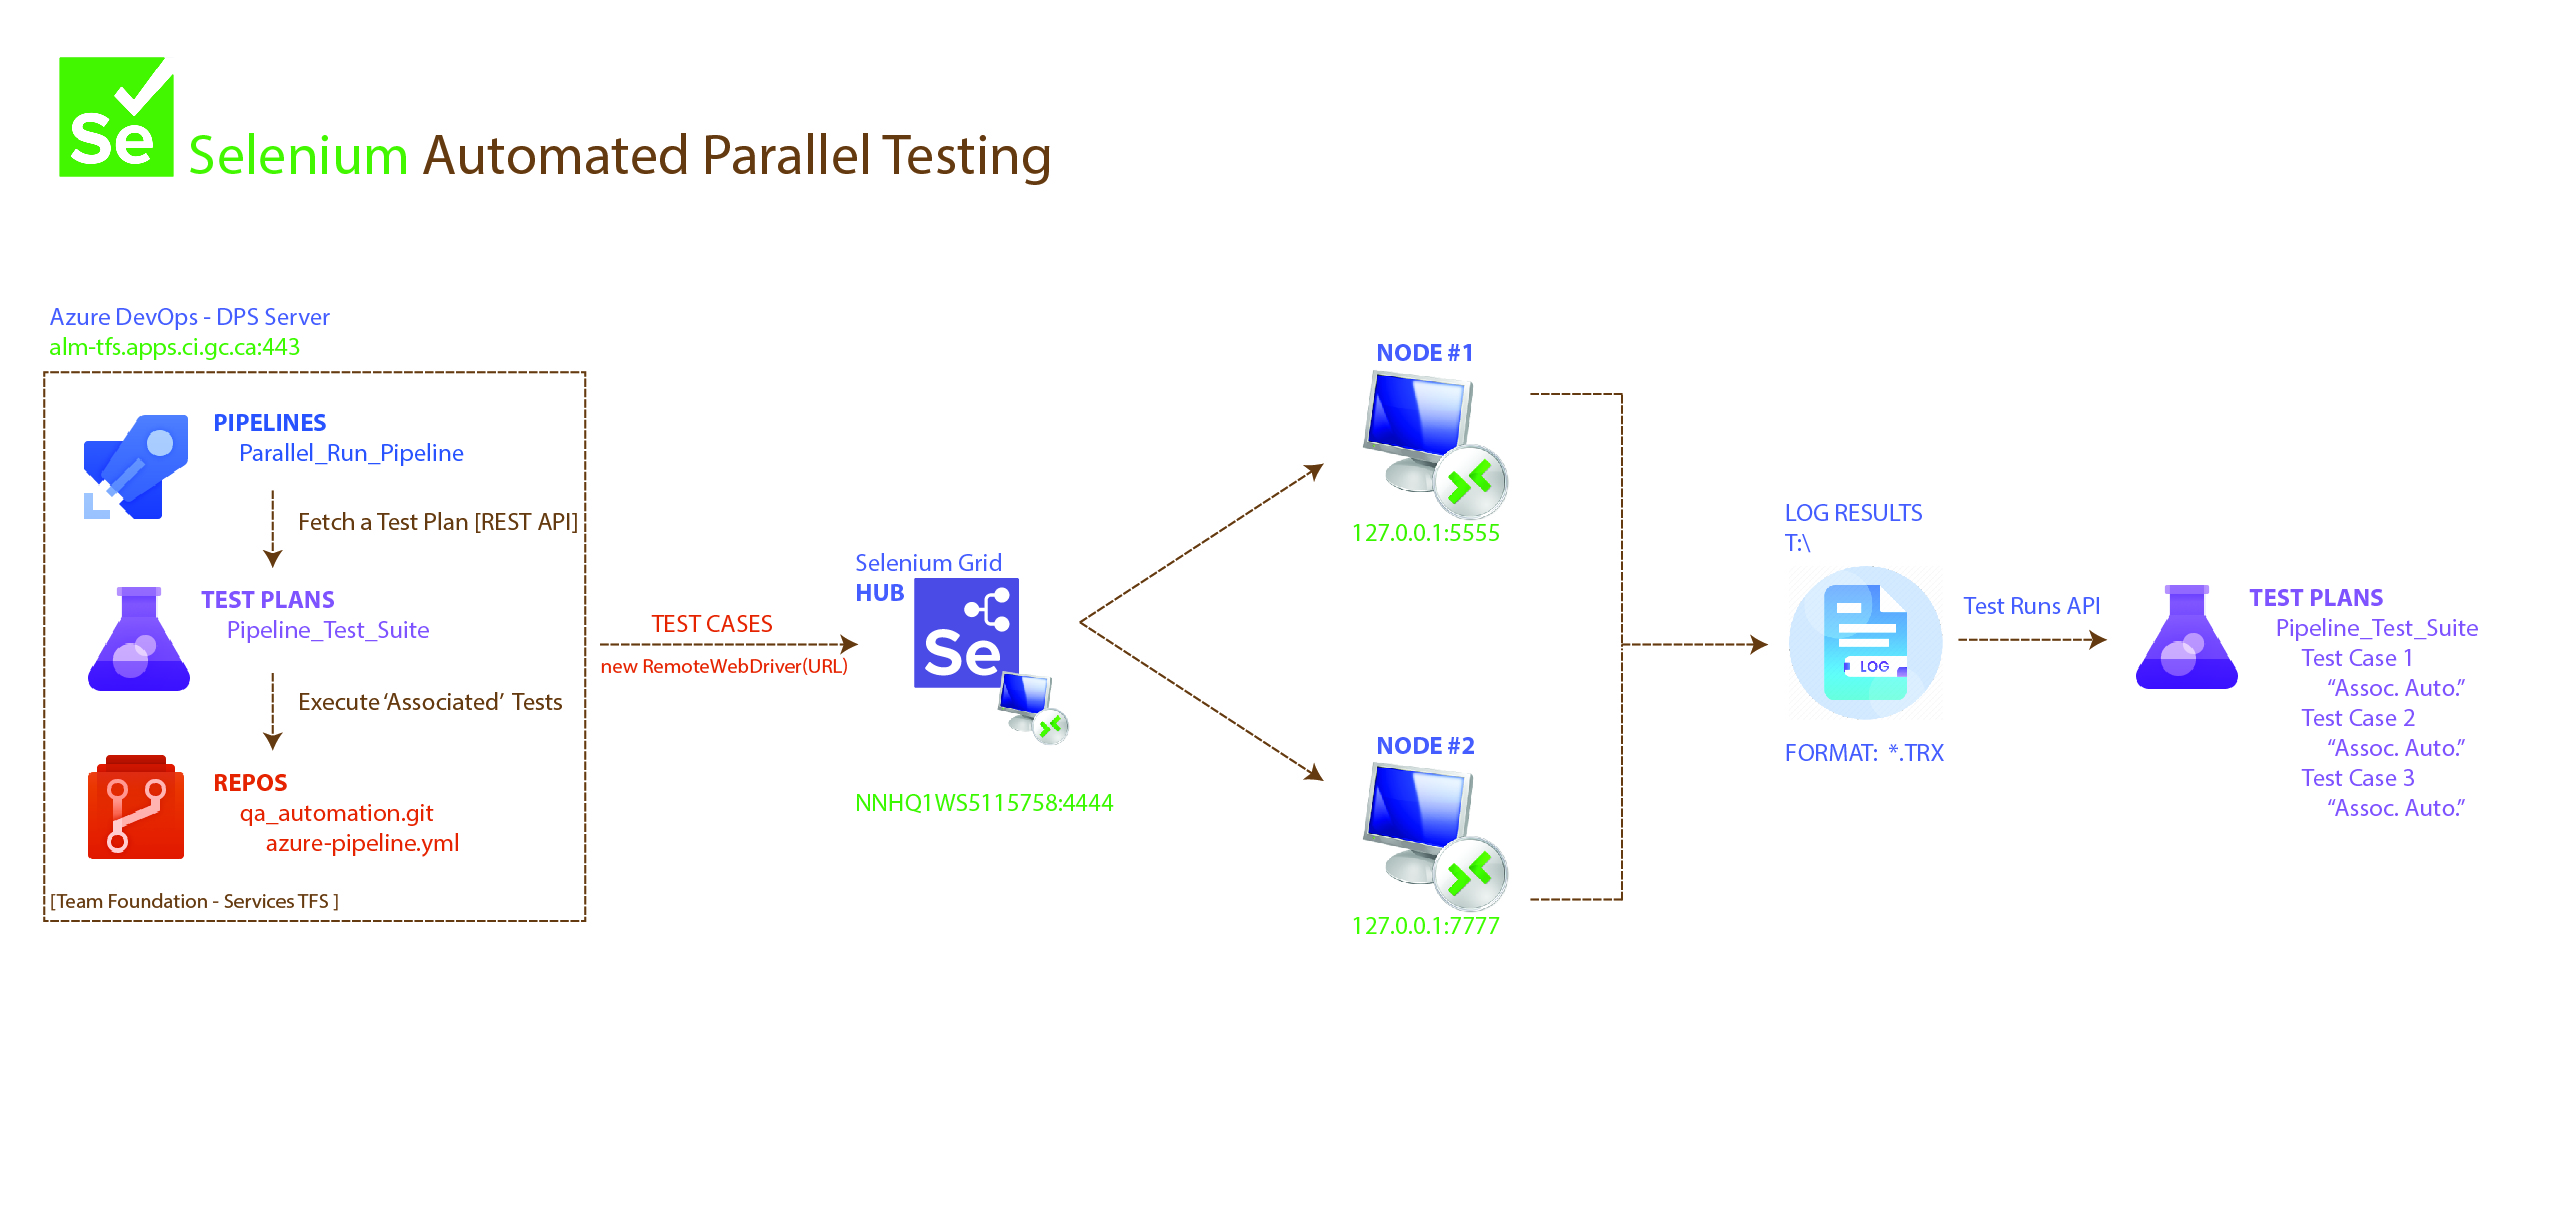 Se
Selenium Automated Parallel Testing
Azure DevOps - DPS Server
alm-tfs.apps.ci.gc.ca:443
PIPELINES
Parallel_Run_Pipeline
Fetch a Test Plan [REST API]
TEST PLANS
Pipeline_Test_Suite
Execute ‘Associated’ Tests
REPOS
qa_automation.git
azure-pipeline.yml
[Team Foundation - Services TFS ]
TEST CASES
new RemoteWebDriver(URL)
Selenium Grid
HUB
Se
NNHQ1WS5115758:4444
NODE #1
127.0.0.1:5555
NODE #2
127.0.0.1:7777
LOG RESULTS
T:\
LOG
FORMAT: *.TRX
Test Runs API
TEST PLANS
Pipeline_Test_Suite
Test Case 1
“Assoc. Auto.”
Test Case 2
“Assoc. Auto.”
Test Case 3
“Assoc. Auto.”